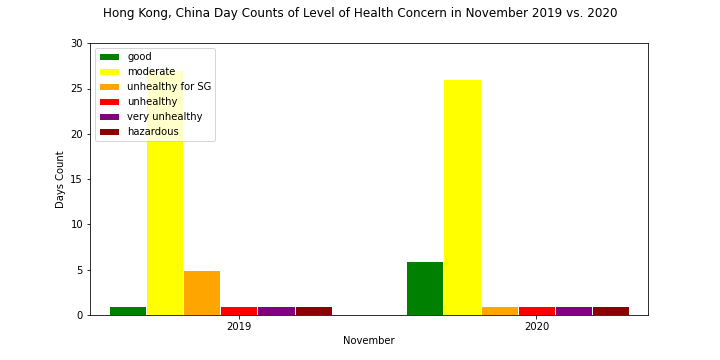 Hong Kong, China Day Counts of Level of Health Concern in November 2019 vs. 2020
30
25
20
15
10
5
0
Days Count
good
moderate
unhealthy for SG
unhealthy
very unhealthy
hazardous
2019
2020
November